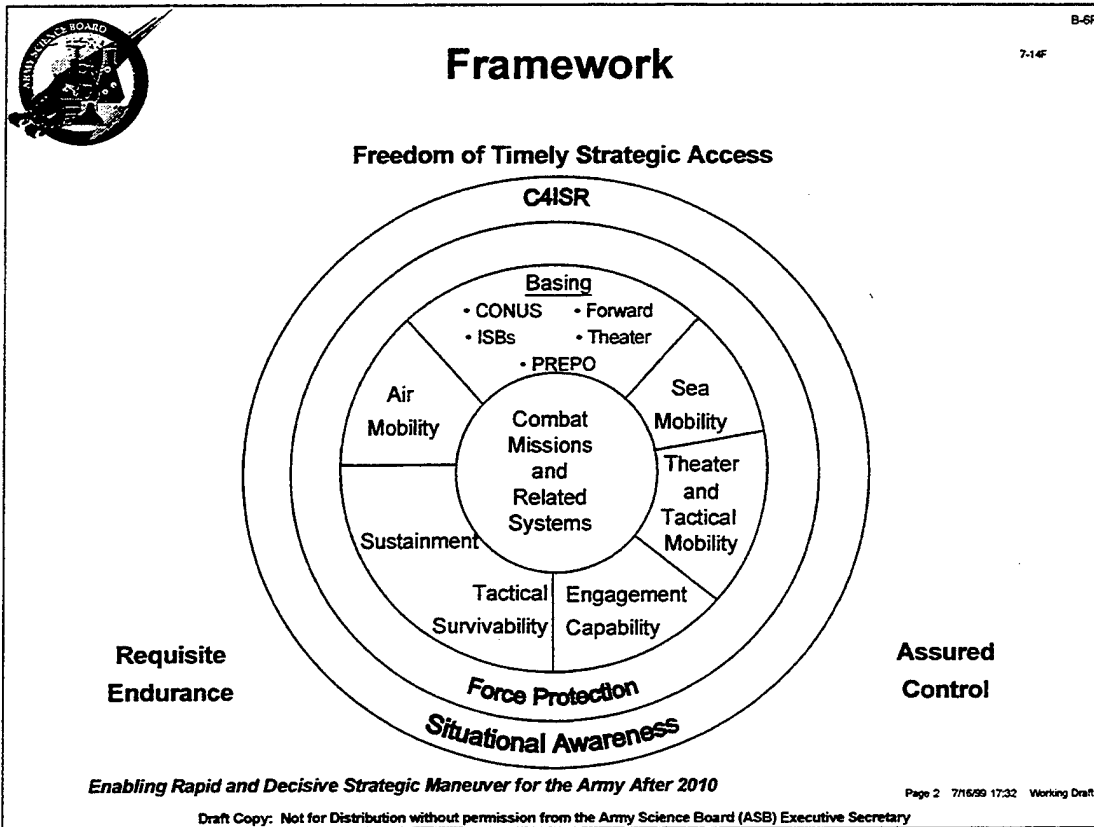 B-6F
ARMY SCIENCE BOARD
Framework
7-14F
Freedom of Timely Strategic Access
C4ISR
Basing
• CONUS • Forward
• ISBs • Theater
• PREPO
Air
Mobility
Sea
Mobility
Combat
Missions
and
Related
Systems
Theater
and
Tactical
Mobility
Sustainment
Tactical
Survivability
Engagement
Capability
Requisite
Endurance
Assured
Control
Force Protection
Situational Awareness
Enabling Rapid and Decisive Strategic Maneuver for the Army After 2010
Page 2 7/16/99 17:32 Working Draft
Draft Copy: Not for Distribution without permission from the Army Science Board (ASB) Executive Secretary